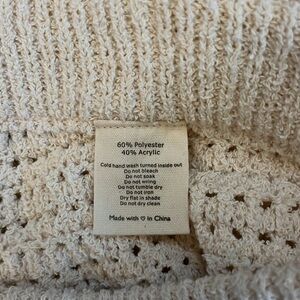 60% Polyester
40% Acrylic
Cold hand wash turned inside out
Do not bleach
Do not soak
Do not wring
Do not tumble dry
Do not iron
Dry flat in shade
Do not dry clean
Made with ♡ in China